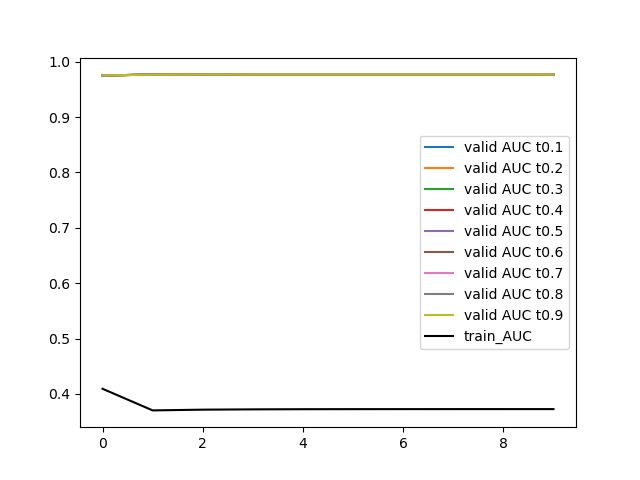 1.0
0.9
0.8
0.7
0.6
0.5
0.4
0 2 4 6 8
valid AUC t0.1
valid AUC t0.2
valid AUC t0.3
valid AUC t0.4
valid AUC t0.5
valid AUC t0.6
valid AUC t0.7
valid AUC t0.8
valid AUC t0.9
train_AUC